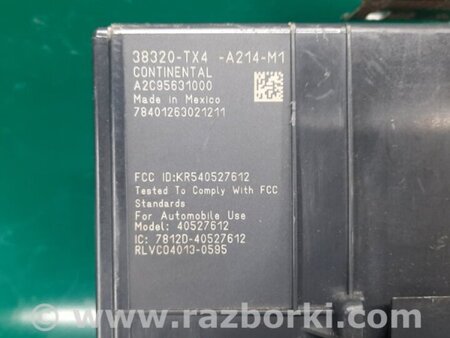 38320-TX4 -A214-M1
CONTINENTAL
A2C95631000
Made in Mexico
78401263021211
FCC ID:KR540527612
Tested To Comply With FCC
Standards
For Automobile Use
Model: 40527612
IC: 7812D-40527612
RLVC04013-0595
www.razborki.com